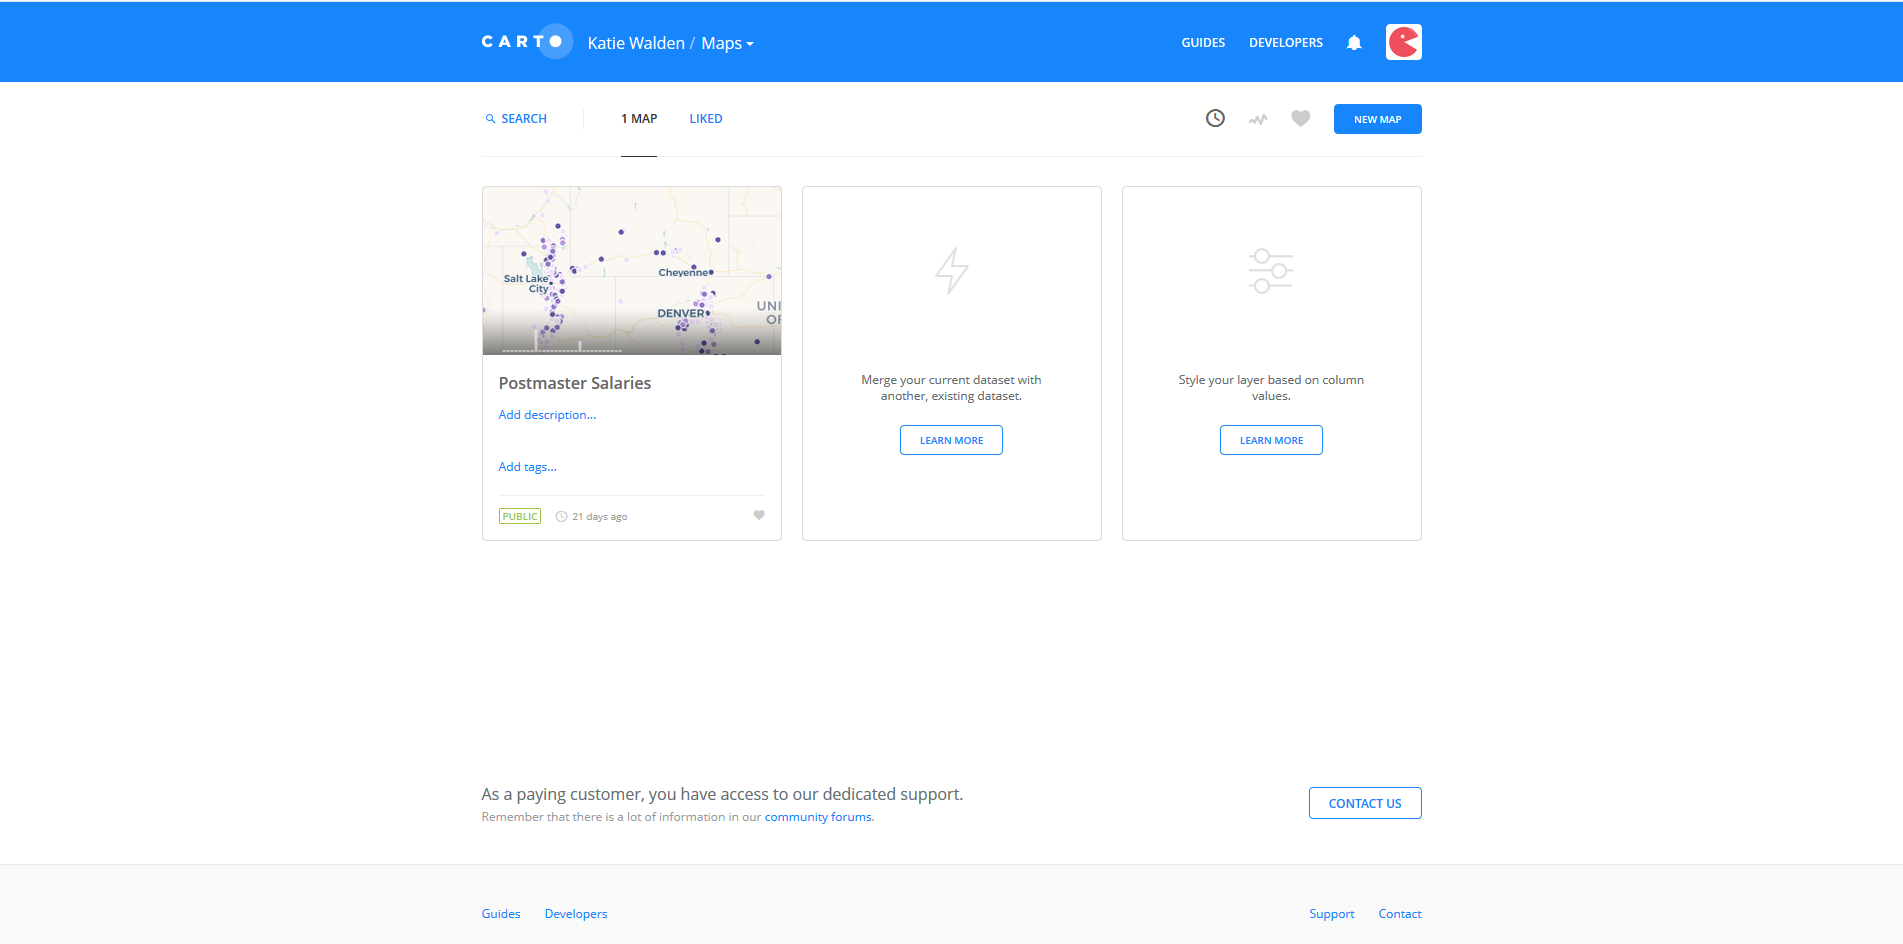 CARTO Katie Walden / Maps GUIDES DEVELOPERS
SEARCH 1 MAP LIKED NEW MAP
Salt Lake
City
Cheyenne
DENVER
UNI
OF
Postmaster Salaries
Add description...
Add tags...
PUBLIC 21 days ago
Merge your current dataset with
another, existing dataset.
LEARN MORE
Style your layer based on column
values.
LEARN MORE
As a paying customer, you have access to our dedicated support.
Remember that there is a lot of information in our community forums.
CONTACT US
Guides Developers Support Contact